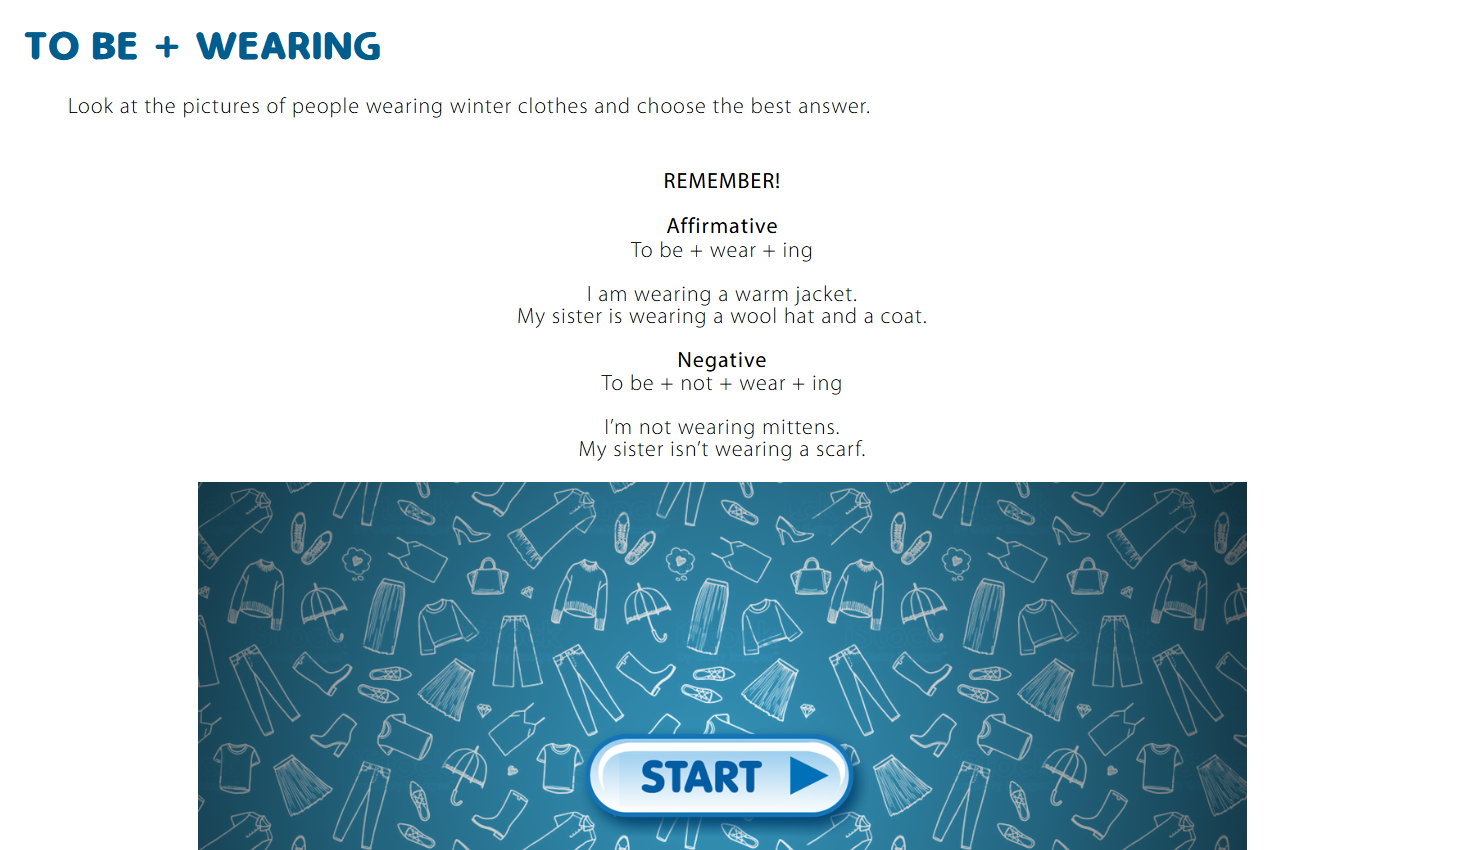 TO BE + WEARING
Look at the pictures of people wearing winter clothes and choose the best answer.
REMEMBER!
Affirmative
To be + wear + ing
I am wearing a warm jacket.
My sister is wearing a wool hat and a coat.
Negative
To be + not + wear + ing
I’m not wearing mittens.
My sister isn’t wearing a scarf.
START